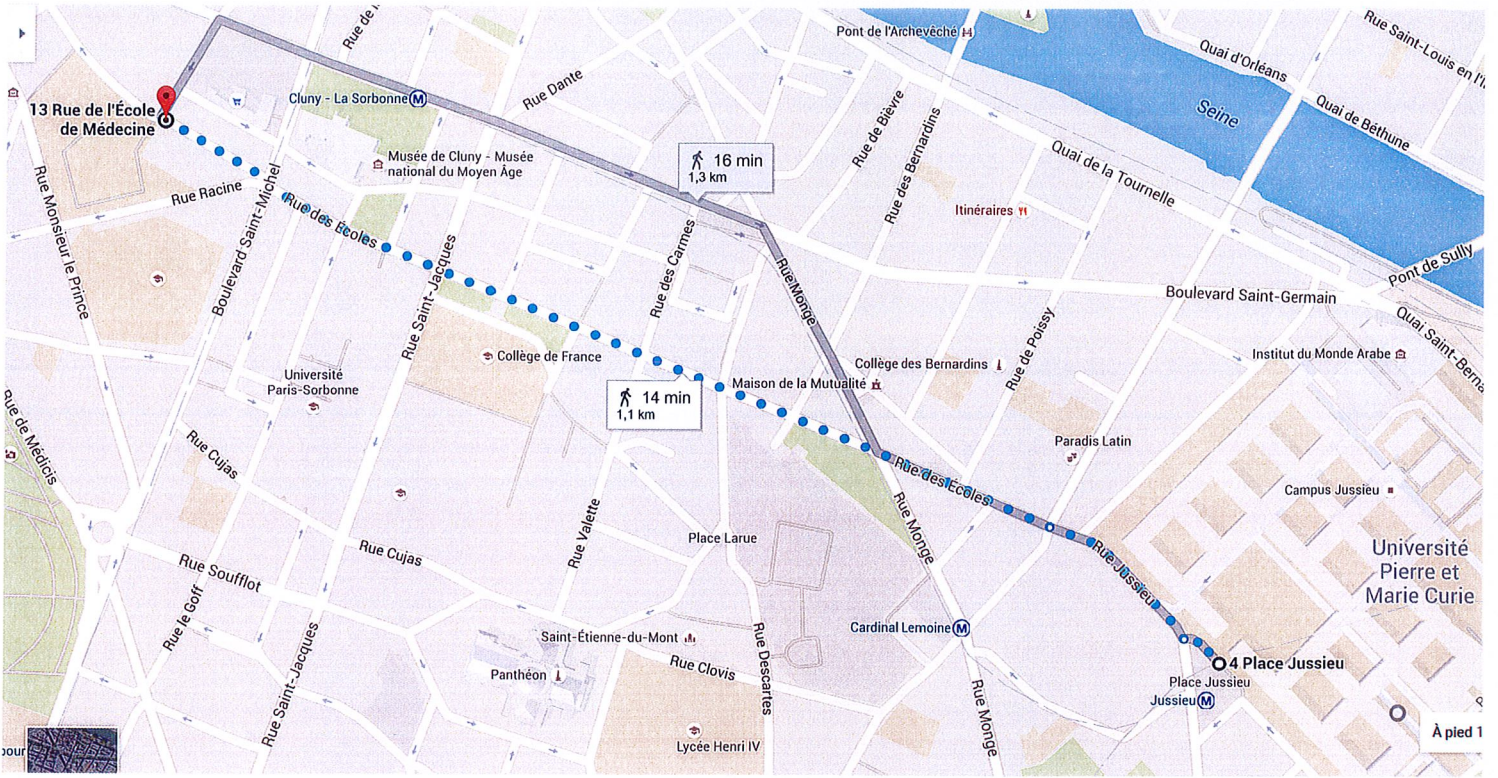 Pont de l'Archevêché
Quai d'Orléans
Rue Saint-Louis en l'Î
Rue de
Seine
Quai de Béthune
13 Rue de l'École
de Médecine
Cluny - La Sorbonne M
Rue Dante
Rue de Bièvre
Rue des Bernardins
Quai de la Tournelle
Musée de Cluny - Musée
national du Moyen Âge
16 min
1,3 km
Rue Racine
Rue Monsieur le Prince
Boulevard Saint-Michel
Rue des Écoles
Itinéraires
Pont de Sully
Rue Saint-Jacques
Rue des Carmes
Rue Monge
Boulevard Saint-Germain
Quai Saint-Berna
Collège de France
Collège des Bernardins
Rue de Poissy
Institut du Monde Arabe
Université
Paris-Sorbonne
14 min
1,1 km
Maison de la Mutualité
Rue de Médicis
Rue Cujas
Paradis Latin
Rue des Écoles
Campus Jussieu
Rue Monge
Rue Valette
Place Larue
Rue Cujas
Rue Soufflot
Rue Jussieu
Université
Pierre et
Marie Curie
Rue le Goff
Saint-Étienne-du-Mont
Cardinal Lemoine M
Rue Clovis
Rue Descartes
4 Place Jussieu
Place Jussieu
Jussieu M
Panthéon
Rue Saint-Jacques
Rue Monge
Lycée Henri IV
À pied 1
bour